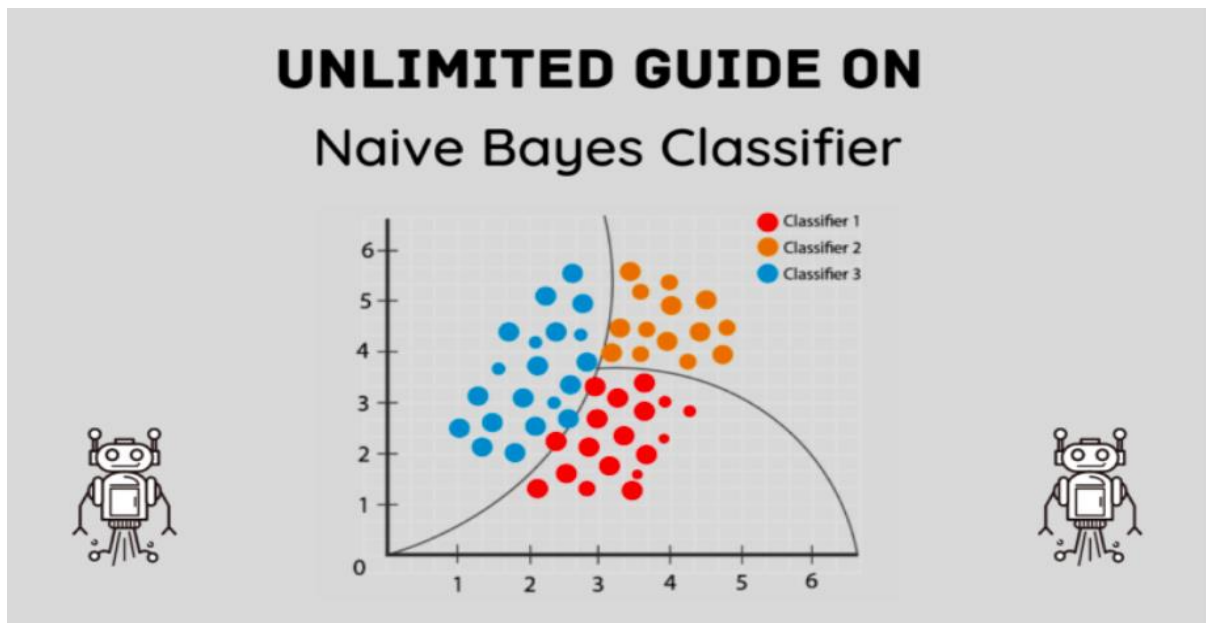 UNLIMITED GUIDE ON
Naive Bayes Classifier
Classifier 1
Classifier 2
Classifier 3
6
5
4
3
2
1
0
1 2 3 4 5 6